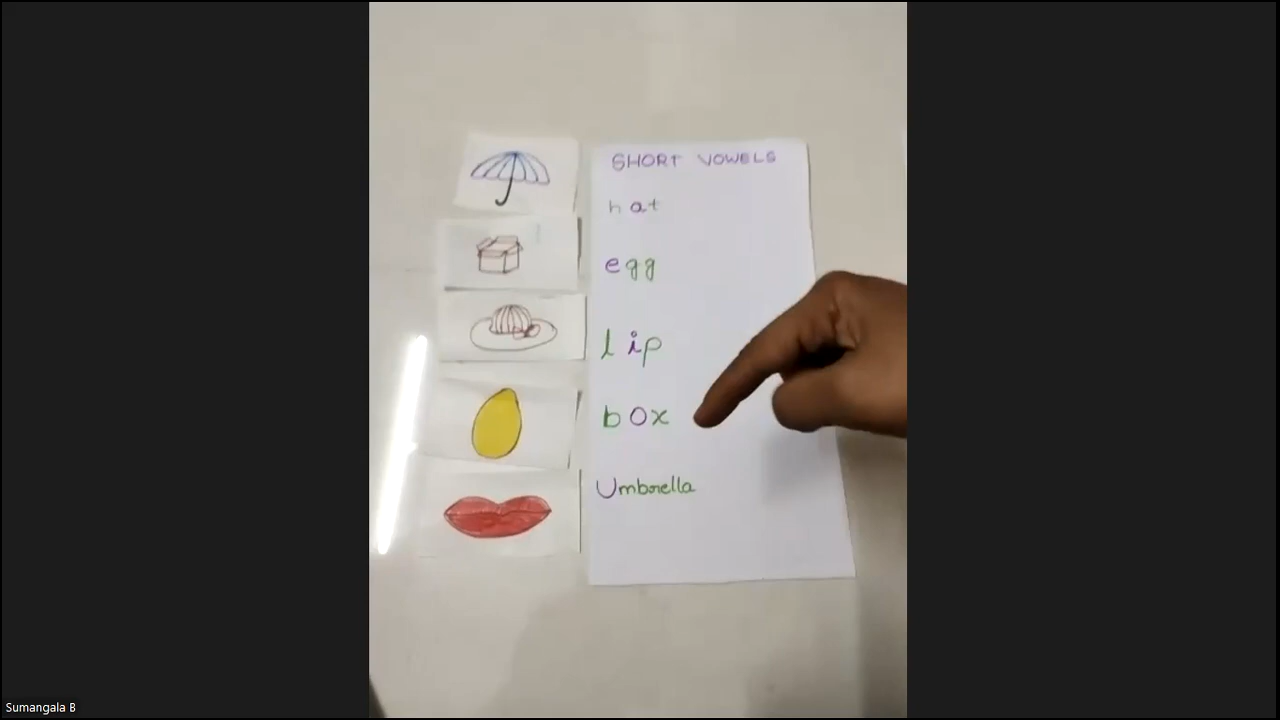 SHORT VOWELS
hat
egg
lip
box
Umbrella
Sumangala B